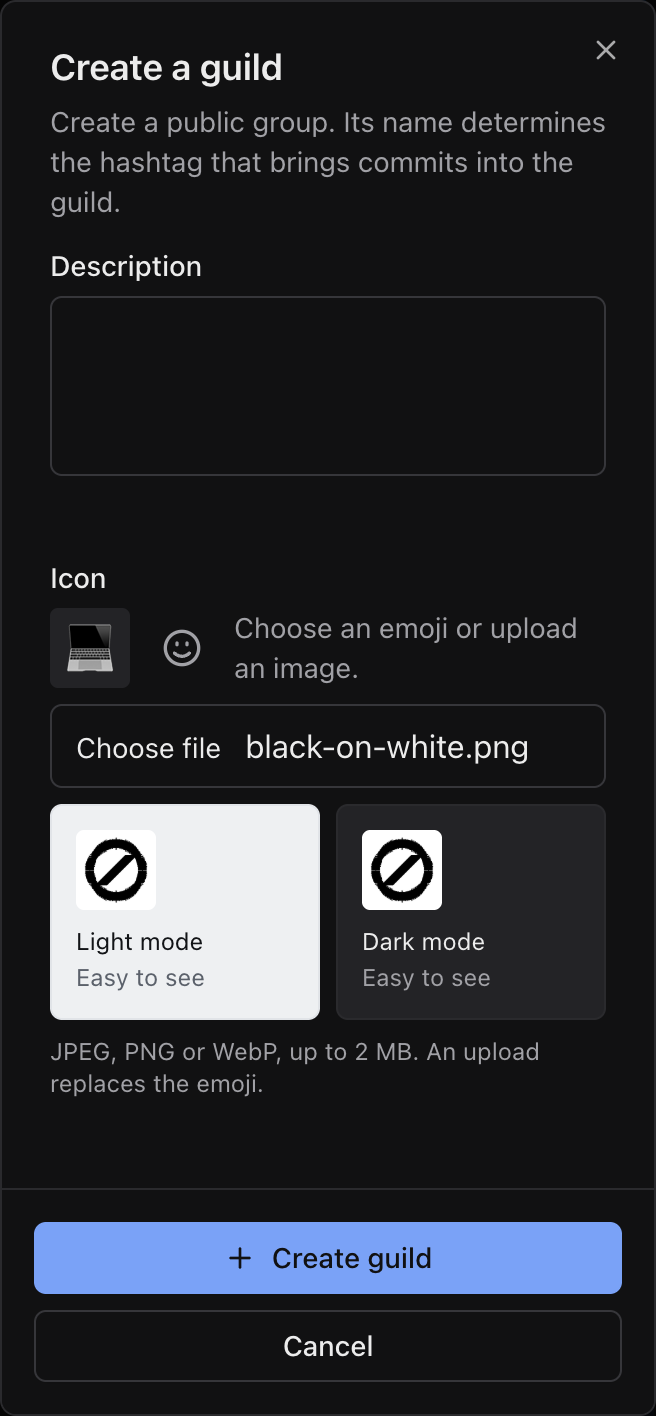 Create a guild
Create a public group. Its name determines
the hashtag that brings commits into the
guild.
Description
Icon
Choose an emoji or upload
an image.
Choose file black-on-white.png
Light mode
Easy to see
Dark mode
Easy to see
JPEG, PNG or WebP, up to 2 MB. An upload
replaces the emoji.
Create guild
Cancel